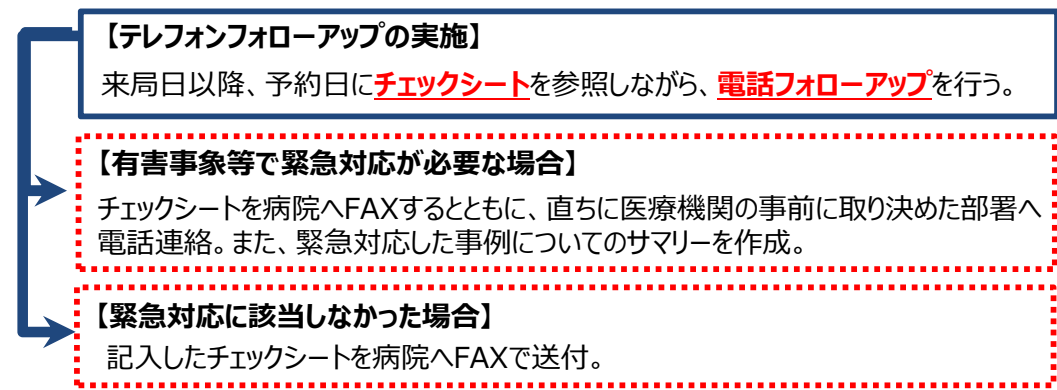 【テレフォンフォローアップの実施】
来局日以降、予約日にチェックシートを参照しながら、電話フォローアップを行う。
【有害事象等で緊急対応が必要な場合】
チェックシートを病院へFAXするとともに、直ちに医療機関の事前に取り決めた部署へ
電話連絡。また、緊急対応した事例についてのサマリーを作成。
【緊急対応に該当しなかった場合】
記入したチェックシートを病院へFAXで送付。